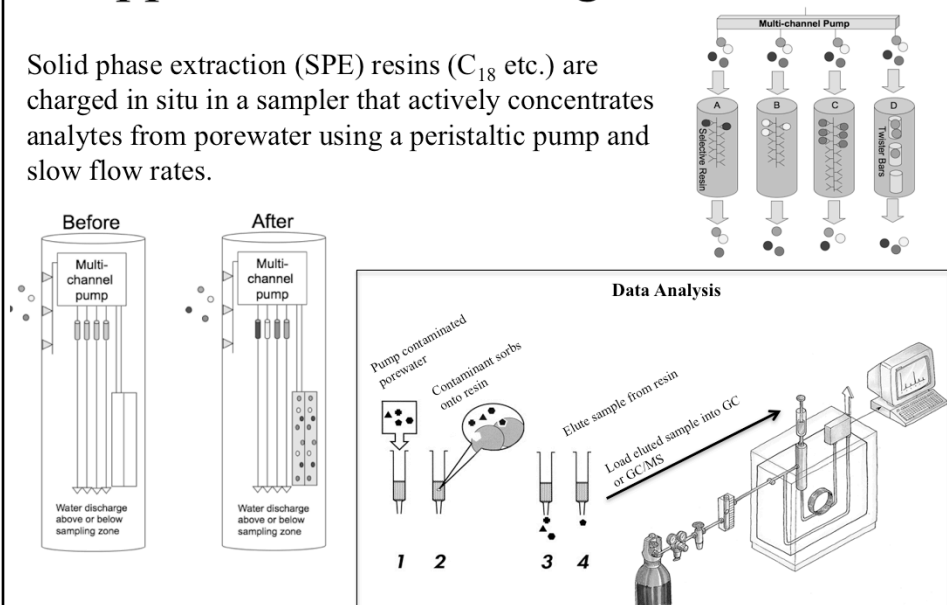 Multi-channel Pump
Solid phase extraction (SPE) resins (C18 etc.) are
charged in situ in a sampler that actively concentrates
analytes from porewater using a peristaltic pump and
slow flow rates.
A
B
C
D
Selective Resin
Twister Bars
Before
After
Multi-
channel
pump
Multi-
channel
pump
Water discharge
above or below
sampling zone
Water discharge
above or below
sampling zone
Data Analysis
Pump contaminated
porewater
Contaminant sorbs
onto resin
Elute sample from resin
Load eluted sample into GC
or GC/MS
1
2
3
4